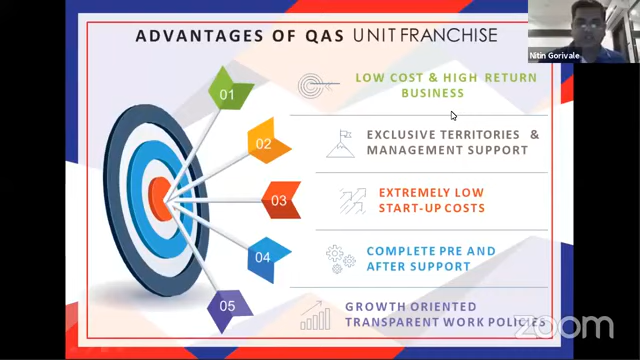 ADVANTAGES OF QAS UNIT FRANCHISE
Nitin Gorivale
01
LOW COST & HIGH RETURN
BUSINESS
02
EXCLUSIVE TERRITORIES &
MANAGEMENT SUPPORT
03
EXTREMELY LOW
START-UP COSTS
04
COMPLETE PRE AND
AFTER SUPPORT
05
GROWTH ORIENTED
TRANSPARENT WORK POLICIES
zoom